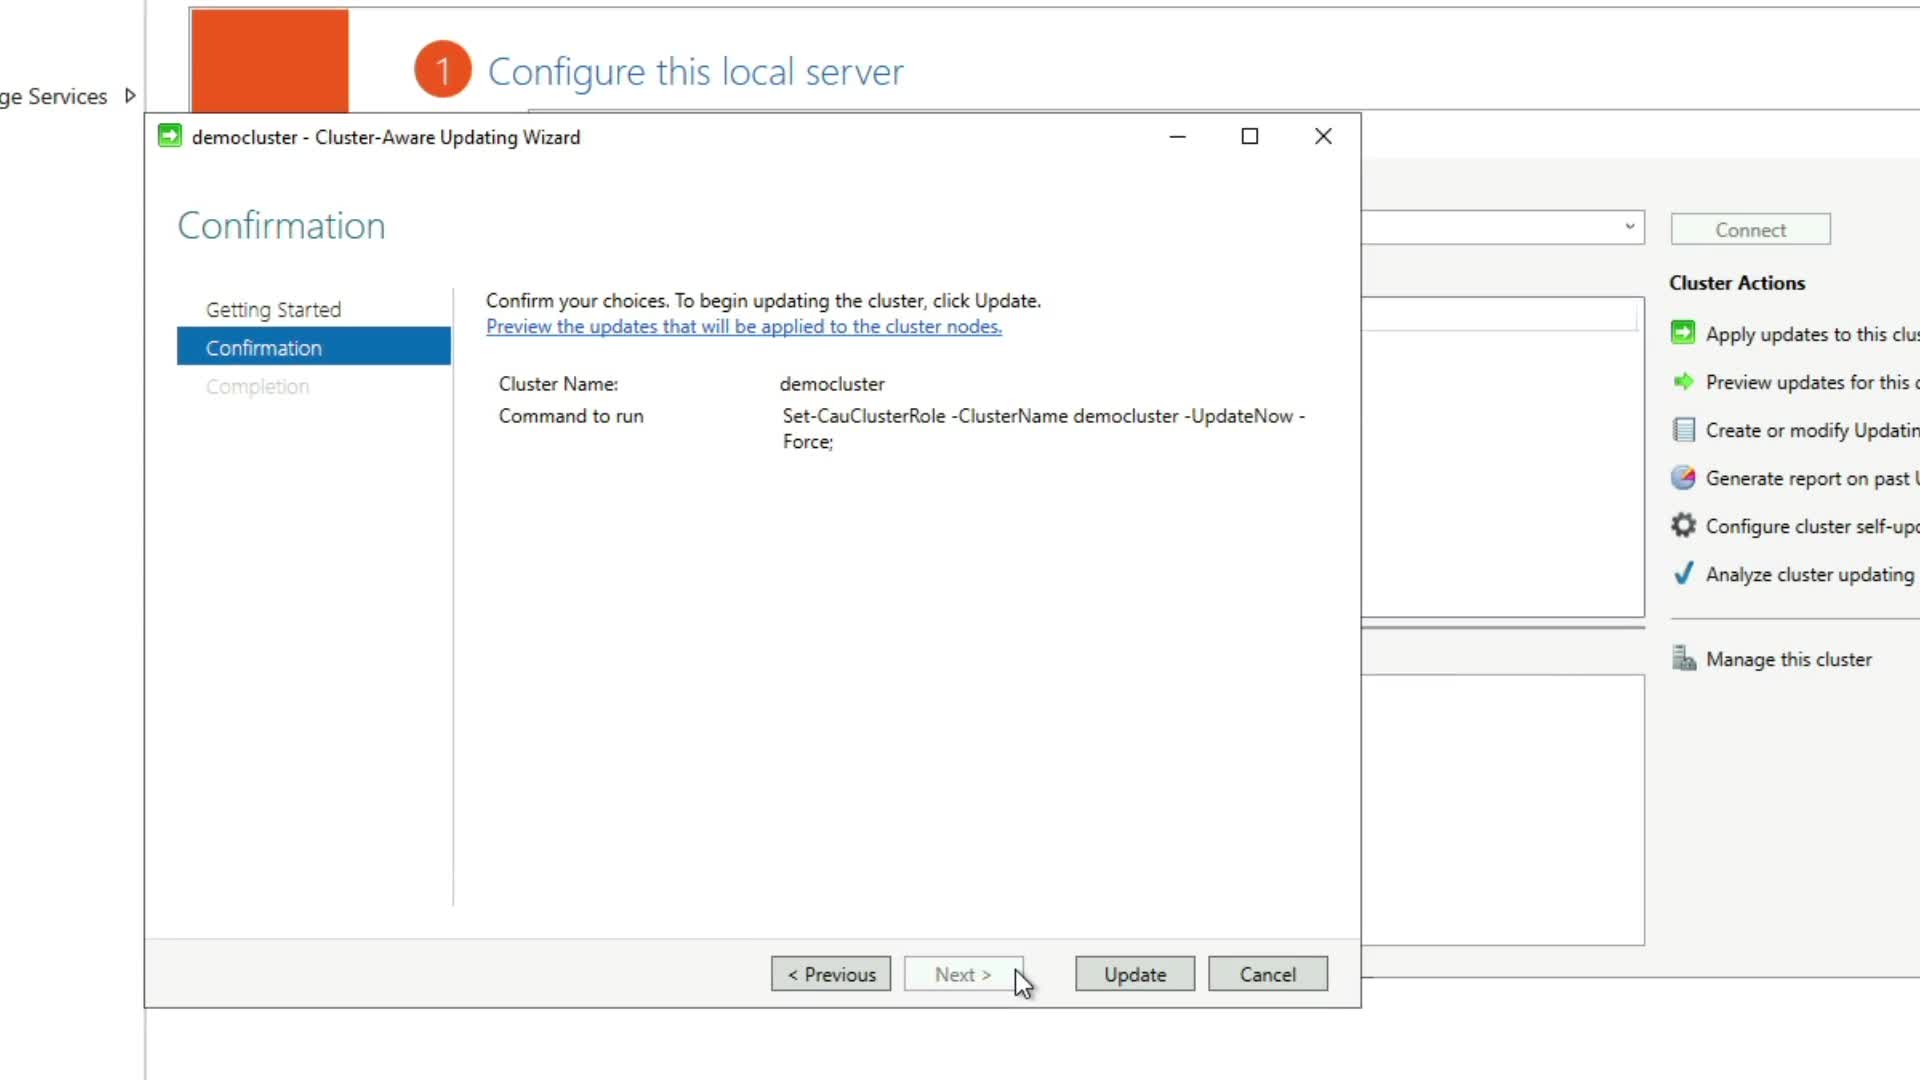 1 Configure this local server
ge Services
democluster - Cluster-Aware Updating Wizard
Confirmation
Getting Started
Confirmation
Completion
Confirm your choices. To begin updating the cluster, click Update.
Preview the updates that will be applied to the cluster nodes.
Cluster Name: democluster
Command to run Set-CauClusterRole -ClusterName democluster -UpdateNow -
Force;
< Previous
Next >
Update
Cancel
Connect
Cluster Actions
Apply updates to this clus
Preview updates for this c
Create or modify Updatin
Generate report on past U
Configure cluster self-upd
Analyze cluster updating
Manage this cluster